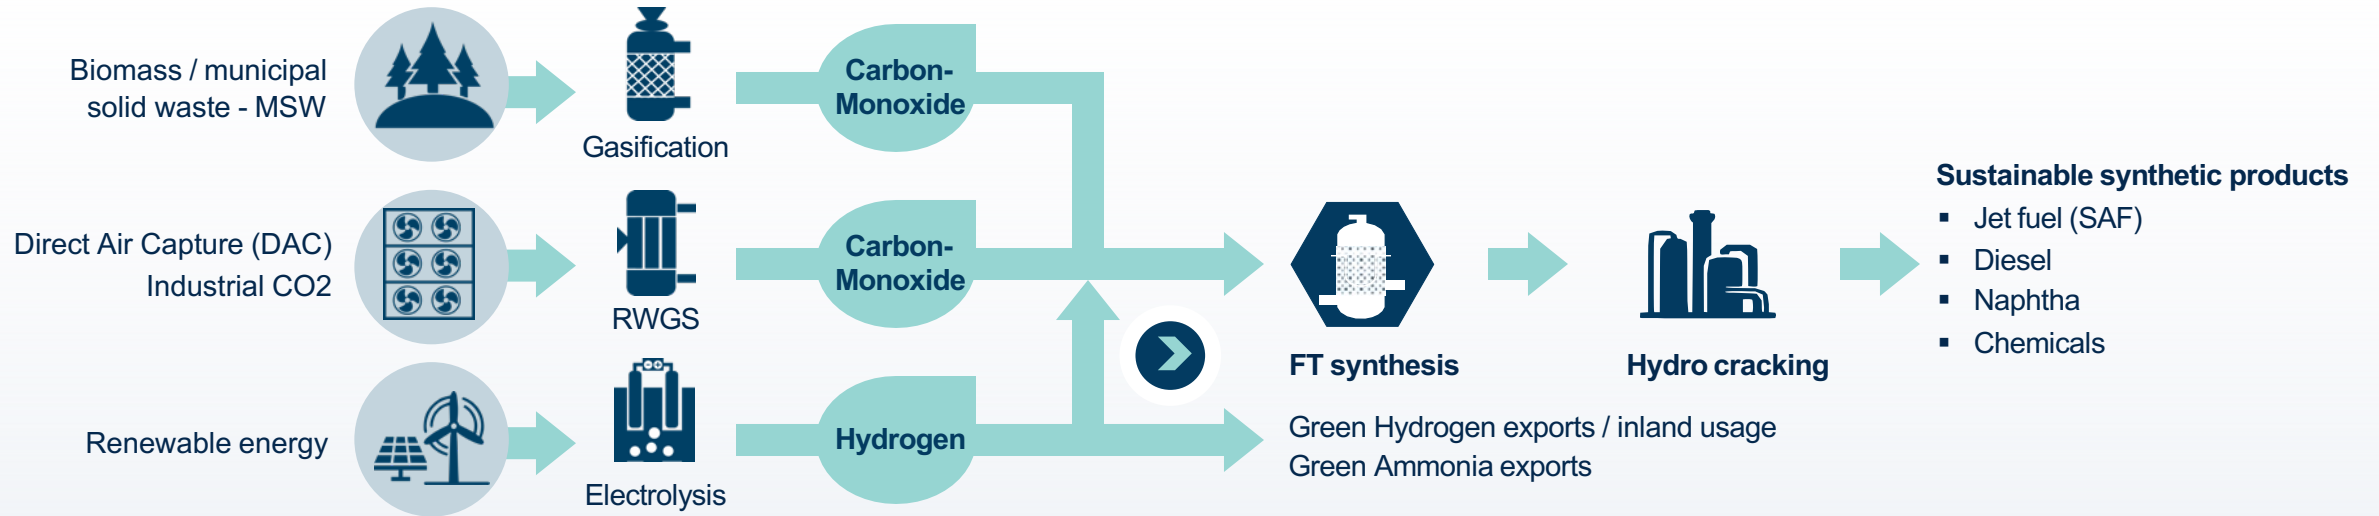 Biomass / municipal
solid waste - MSW
Gasification
Carbon-
Monoxide
Direct Air Capture (DAC)
Industrial CO2
RWGS
Carbon-
Monoxide
Renewable energy
Electrolysis
Hydrogen
FT synthesis
Hydro cracking
Green Hydrogen exports / inland usage
Green Ammonia exports
Sustainable synthetic products
▪ Jet fuel (SAF)
▪ Diesel
▪ Naphtha
▪ Chemicals